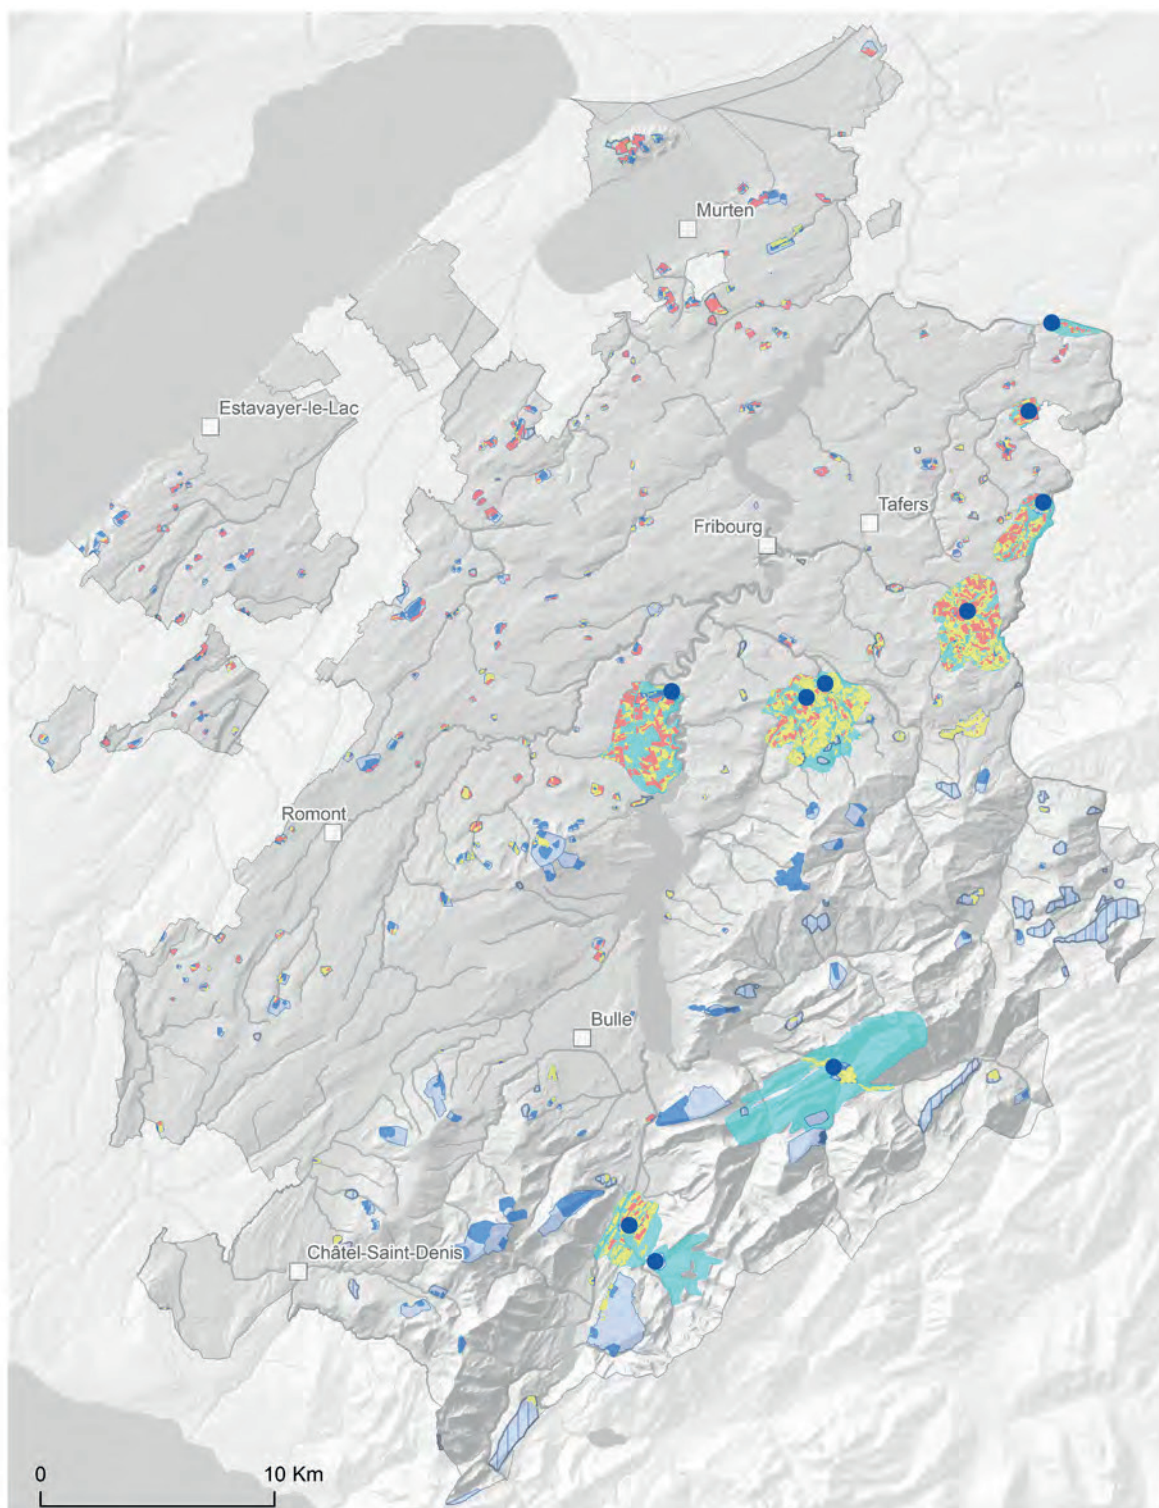 Murten
Estavayer-le-Lac
Tafers
Fribourg
Romont
Bulle
Châtel-Saint-Denis
0 10 Km